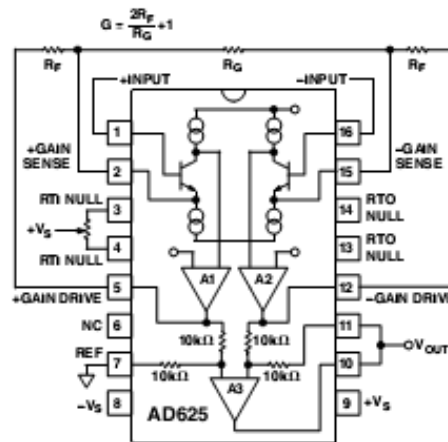 G = 2RF/RG +1
RF
RG
RF
+INPUT
−INPUT
1
16
+GAIN SENSE
2
15
−GAIN SENSE
RTI NULL
3
14
RTO NULL
+VS
RTI NULL
4
13
RTO NULL
A1
A2
+GAIN DRIVE
5
12
−GAIN DRIVE
10kΩ
10kΩ
NC
6
11
VOUT
REF
7
10kΩ
10kΩ
10
A3
−VS
8
AD625
9
+VS